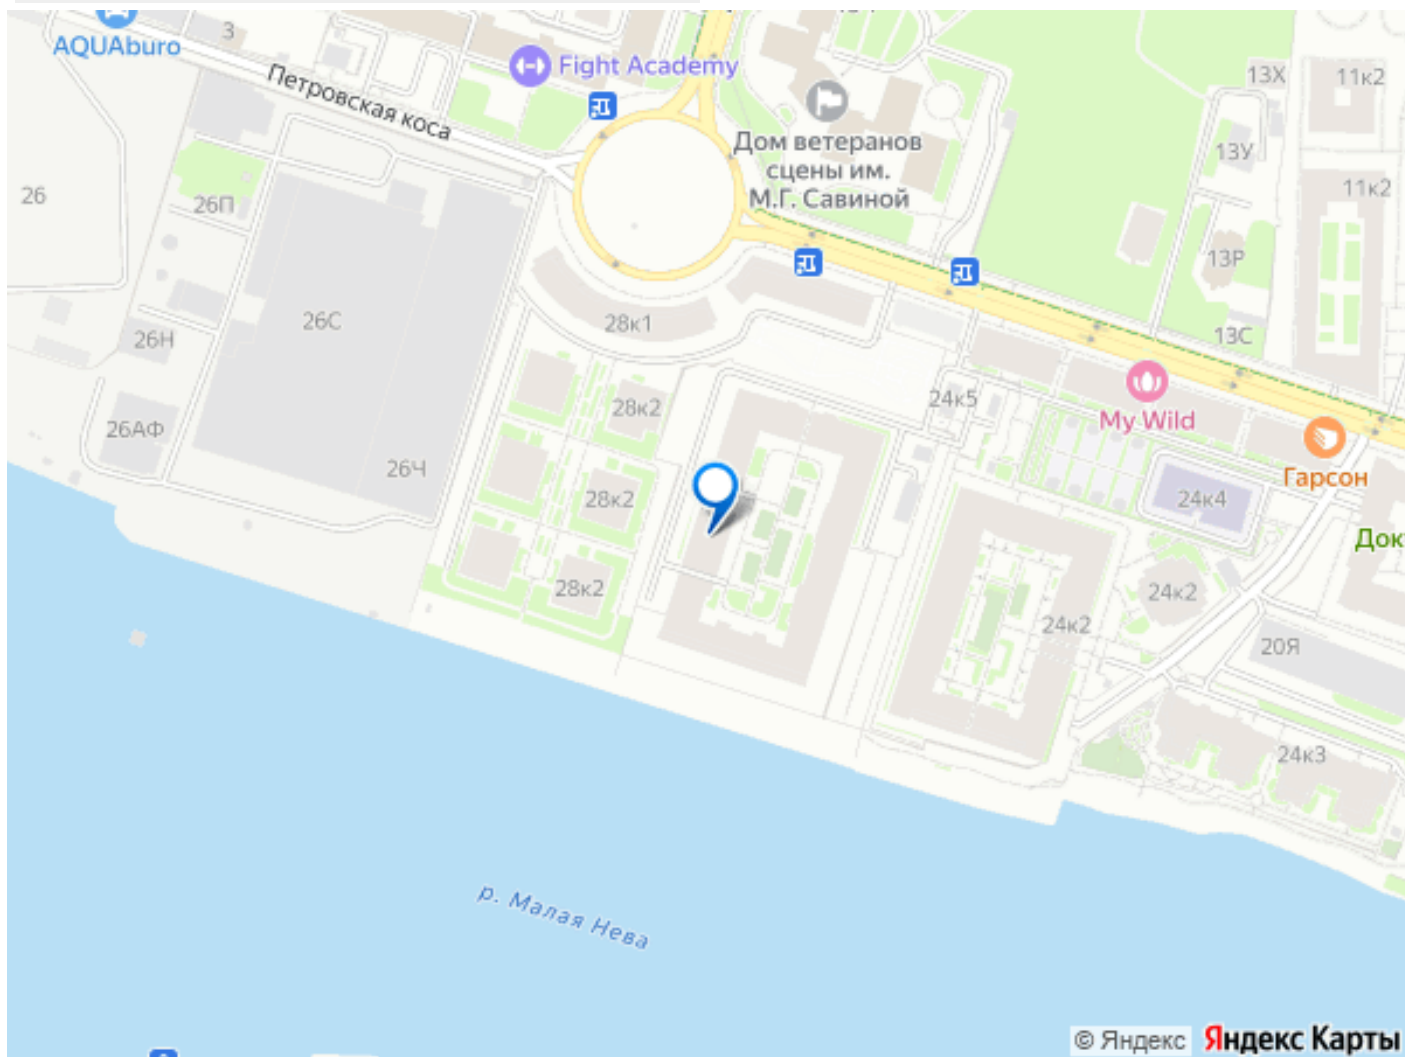 AQUAburo
3
Петровская коса
Fight Academy
Дом ветеранов
сцены им.
М.Г. Савиной
13Х
11к2
13У
11к2
13Р
13С
26
26П
26С
26Н
26АФ
26Ч
28к1
28к2
28к2
28к2
24к5
My Wild
Гарсон
24к4
Док
24к2
24к2
20Я
24к3
р. Малая Нева
© Яндекс Яндекс Карты